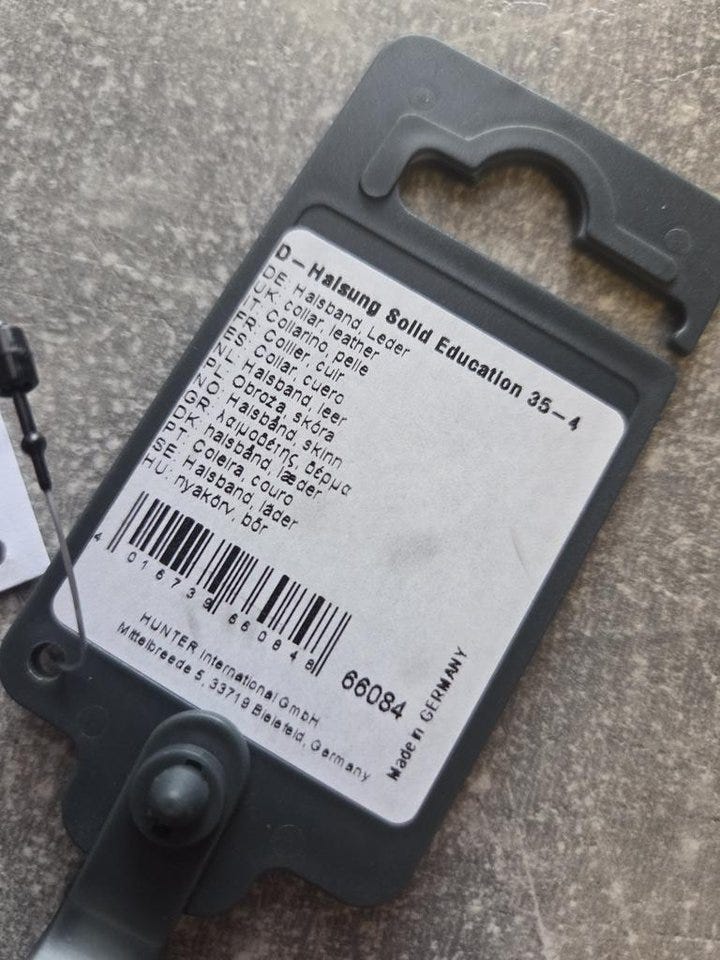 D-Halsung Solid Education 35-4
DE: Halsband, Leder
UK: collar, leather
IT: Collarino, pelle
FR: Collier, cuir
ES: Collar, cuero
NL: Halsband, leer
PL: Obroża, skóra
NO: Halsbånd, skinn
GR: λαιμοδέτης, δέρμα
DK: halsbånd, læder
PT: Coleira, couro
SE: Halsband, läder
HU: nyakörv, bőr
4 016739 660848
66084
HUNTER International GmbH
Mittelbreede 5, 33719 Bielefeld, Germany
Made in GERMANY